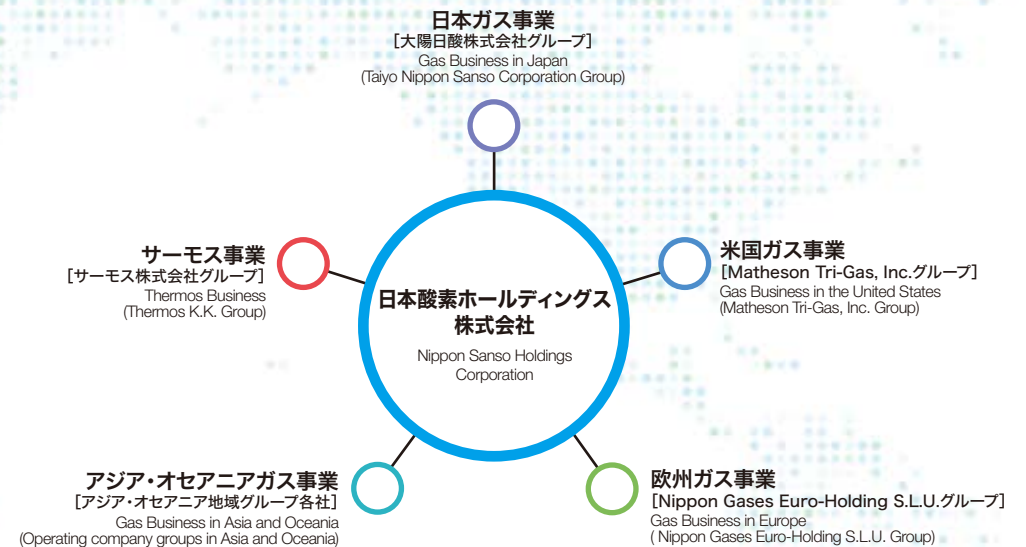 日本ガス事業
［大陽日酸株式会社グループ］
Gas Business in Japan
(Taiyo Nippon Sanso Corporation Group)
サーモス事業
［サーモス株式会社グループ］
Thermos Business
(Thermos K.K. Group)
米国ガス事業
［Matheson Tri-Gas, Inc.グループ］
Gas Business in the United States
(Matheson Tri-Gas, Inc. Group)
日本酸素ホールディングス
株式会社
Nippon Sanso Holdings
Corporation
アジア・オセアニアガス事業
［アジア・オセアニア地域グループ各社］
Gas Business in Asia and Oceania
(Operating company groups in Asia and Oceania)
欧州ガス事業
［Nippon Gases Euro-Holding S.L.U.グループ］
Gas Business in Europe
( Nippon Gases Euro-Holding S.L.U. Group)